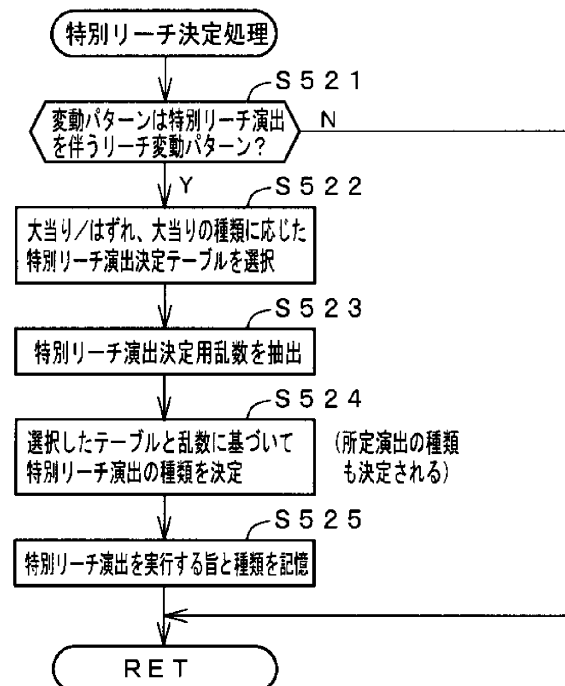 特別リーチ決定処理
S521
変動パターンは特別リーチ演出
を伴うリーチ変動パターン？
N
Y
S522
大当り／はずれ、大当りの種類に応じた
特別リーチ演出決定テーブルを選択
S523
特別リーチ演出決定用乱数を抽出
S524
選択したテーブルと乱数に基づいて
特別リーチ演出の種類を決定
(所定演出の種類
も決定される)
S525
特別リーチ演出を実行する旨と種類を記憶
RET